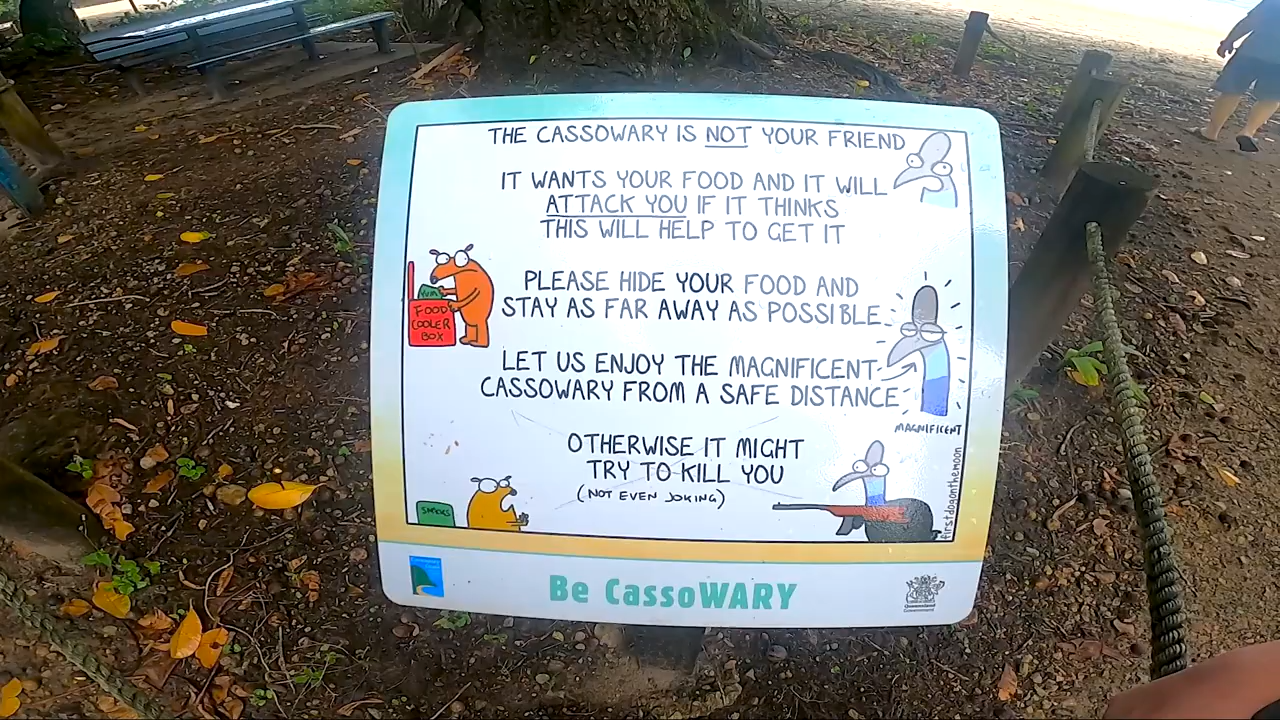 THE CASSOWARY IS NOT YOUR FRIEND
IT WANTS YOUR FOOD AND IT WILL
ATTACK YOU IF IT THINKS
THIS WILL HELP TO GET IT
YUM
FOOD
COOLER
BOX
PLEASE HIDE YOUR FOOD AND
STAY AS FAR AWAY AS POSSIBLE
LET US ENJOY THE MAGNIFICENT
CASSOWARY FROM A SAFE DISTANCE
MAGNIFICENT
OTHERWISE IT MIGHT
TRY TO KILL YOU
(NOT EVEN JOKING)
SNACKS
firstdogonthemoon
Be CassoWARY
Queensland
Government